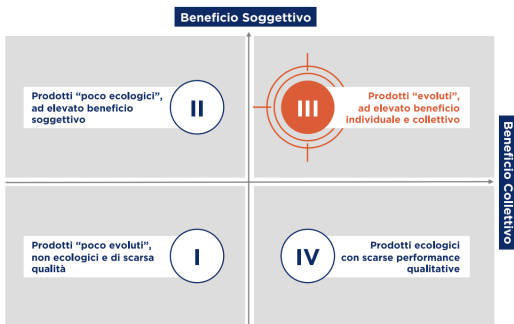 Beneficio Soggettivo
Prodotti “poco ecologici”,
ad elevato beneficio
soggettivo
II
III
Prodotti “evoluti”,
ad elevato beneficio
individuale e collettivo
Beneficio Collettivo
Prodotti “poco evoluti”,
non ecologici e di scarsa
qualità
I
IV
Prodotti ecologici
con scarse performance
qualitative